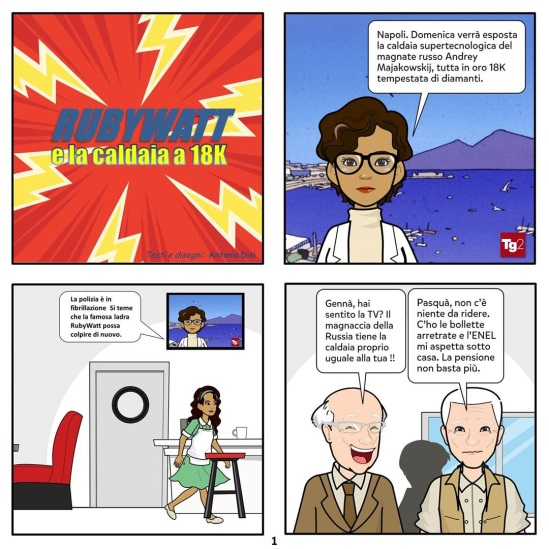 RUBYWATT
e la caldaia a 18K
Testi e disegni Antonio Disi
Napoli. Domenica verrà esposta
la caldaia supertecnologica del
magnate russo Andrey
Majakowskij, tutta in oro 18K
tempestata di diamanti.
Tg2
La polizia è in
fibrillazione Si teme
che la famosa ladra
RubyWatt possa
colpire di nuovo.
Gennà, hai
sentito la TV? Il
magnaccia della
Russia tiene la
caldaia proprio
uguale alla tua !!
Pasquà, non c'è
niente da ridere.
C'ho le bollette
arretrate e l'ENEL
mi aspetta sotto
casa. La pensione
non basta più.
1